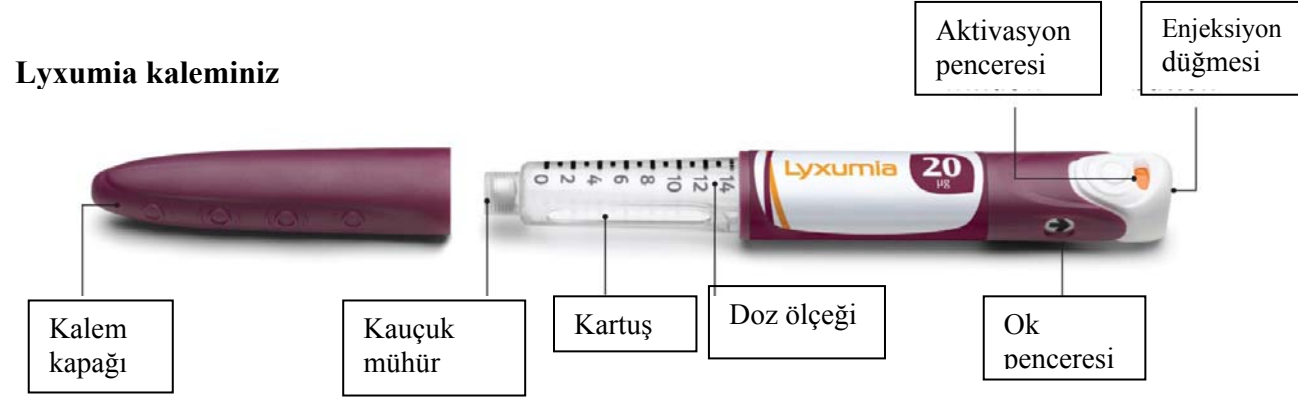 Aktivasyon
penceresi
Enjeksiyon
düğmesi
Lyxumia kaleminiz
0 2 4 6 8 10 12 14
Lyxumia 20
µg
Kalem
kapağı
Kauçuk
mühür
Kartuş
Doz ölçeği
Ok
penceresi